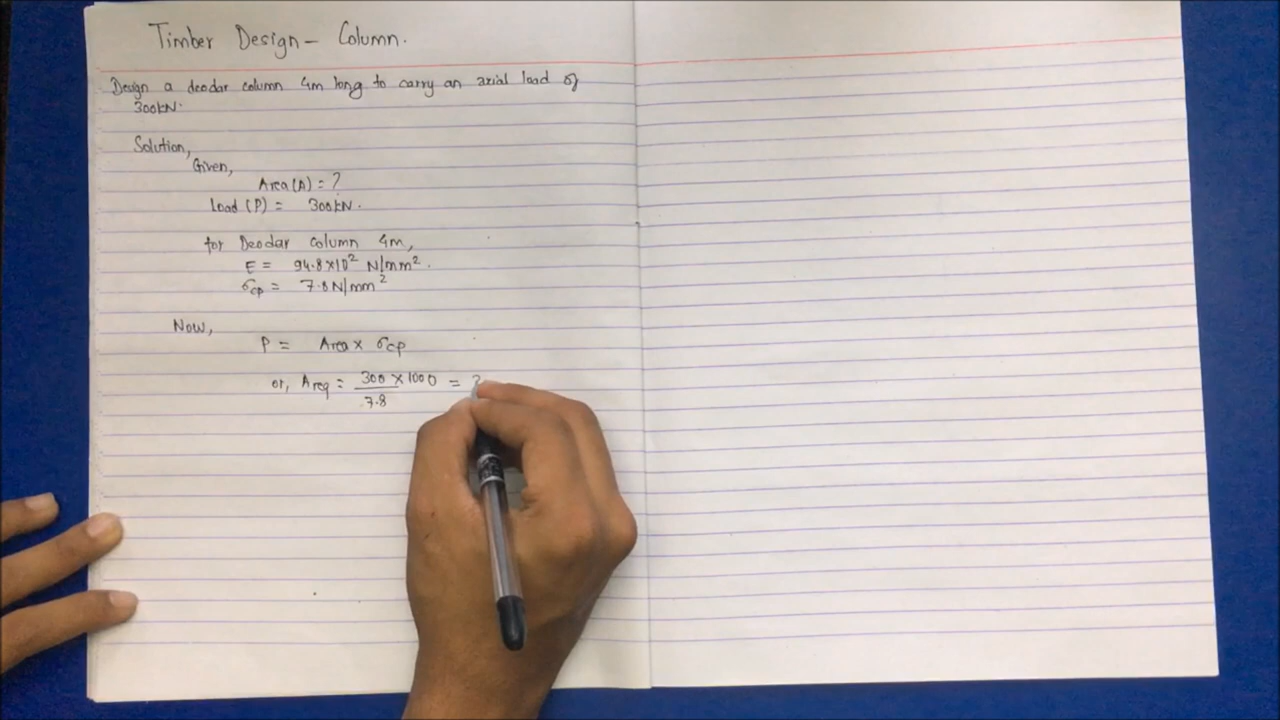 Timber Design - Column.
Design a deodar column 4m long to carry an axial load of
300kN.
Solution,
Given,
Area (A) = ?
Load (P) = 300kN.
for Deodar column 4m,
E = 94.8×10² N/mm².
σcp = 7.8 N/mm²
Now,
P = Area × σcp
or, Areq = 300 × 1000 =
7.8